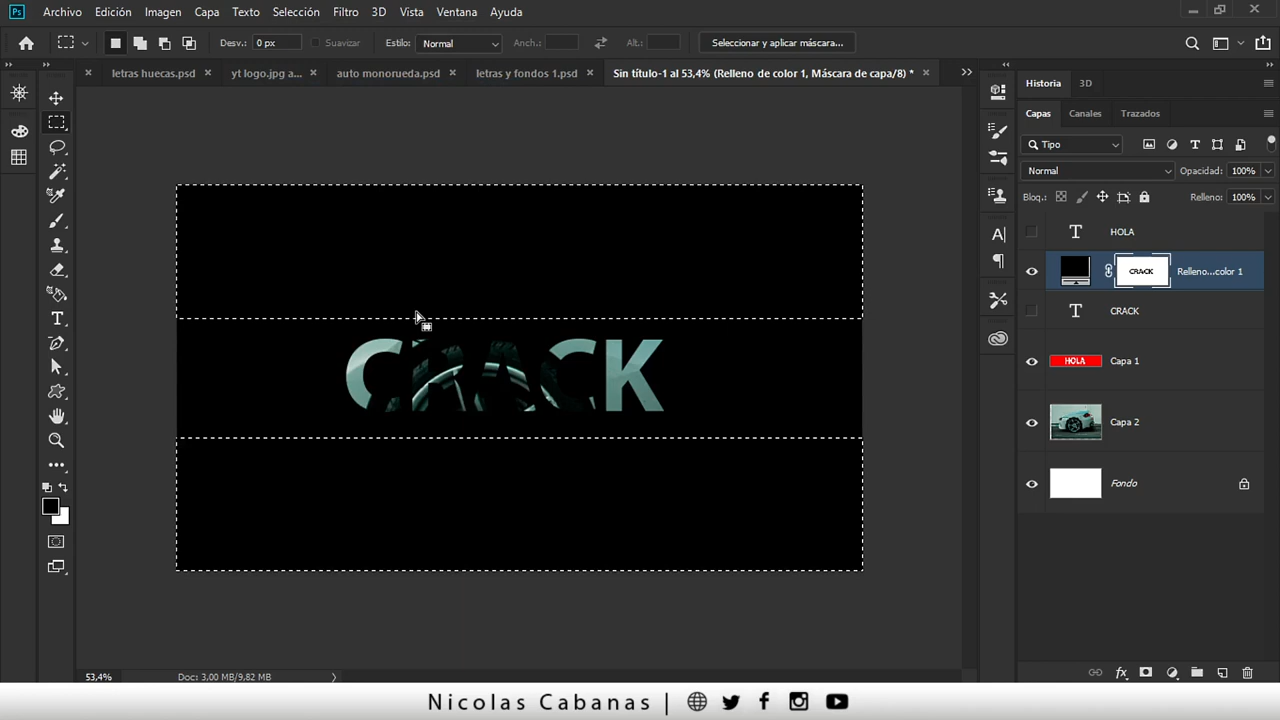 Ps Archivo Edición Imagen Capa Texto Selección Filtro 3D Vista Ventana Ayuda
Desv.: 0 px Suavizar Estilo: Normal Anch.: Alt.: Seleccionar y aplicar máscara...
letras huecas.psd × yt logo.jpg a... × auto monorueda.psd × letras y fondos 1.psd × Sin título-1 al 53,4% (Relleno de color 1, Máscara de capa/8) * ×
Historia 3D
Capas Canales Trazados
Tipo
Normal Opacidad: 100%
Bloq.: Relleno: 100%
HOLA
CRACK Relleno...color 1
CRACK
HOLA Capa 1
Capa 2
Fondo
CRACK
53,4% Doc: 3,00 MB/9,82 MB
Nicolas Cabanas |